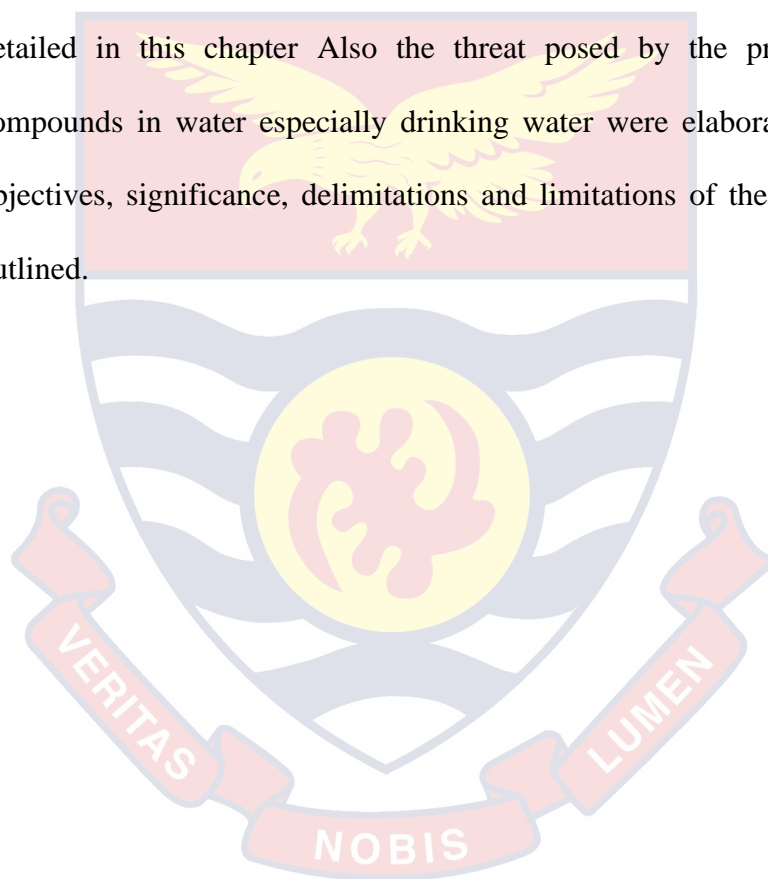 etailed in this chapter Also the threat posed by the pr
ompounds in water especially drinking water were elabora
bjectives, significance, delimitations and limitations of the
utlined.
VERITAS
NOBIS
LUMEN